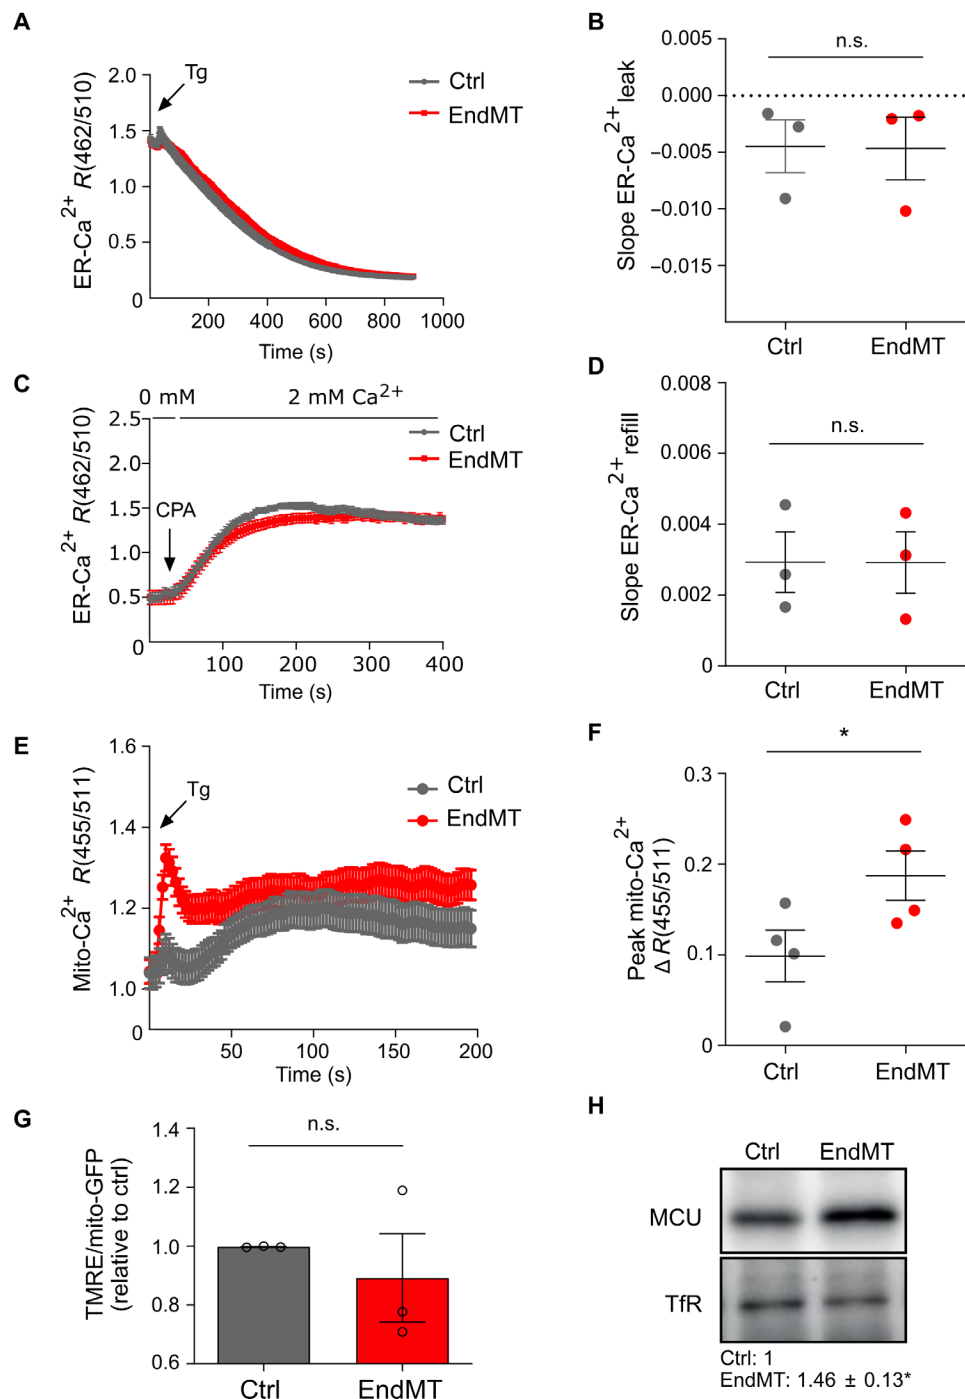 A
ER-Ca2+ R(462/510)
2.0
1.5
1.0
0.5
0
Tg
Ctrl
EndMT
200 400 600 800 1000
Time (s)
B
Slope ER-Ca2+ leak
0.005
0.000
−0.005
−0.010
−0.015
n.s.
Ctrl EndMT
C
0 mM 2 mM Ca2+
ER-Ca2+ R(462/510)
2.5
2.0
1.5
1.0
0.5
0
CPA
Ctrl
EndMT
100 200 300 400
Time (s)
D
Slope ER-Ca2+ refill
0.008
0.006
0.004
0.002
0
n.s.
Ctrl EndMT
E
Mito-Ca2+ R(455/511)
1.6
1.4
1.2
1.0
0
Tg
Ctrl
EndMT
50 100 150 200
Time (s)
F
Peak mito-Ca2+
Δ R(455/511)
0.3
0.2
0.1
0
*
Ctrl EndMT
G
TMRE/mito-GFP
(relative to ctrl)
1.4
1.2
1.0
0.8
0.6
n.s.
Ctrl EndMT
H
Ctrl EndMT
MCU
TfR
Ctrl: 1
EndMT: 1.46 ± 0.13*